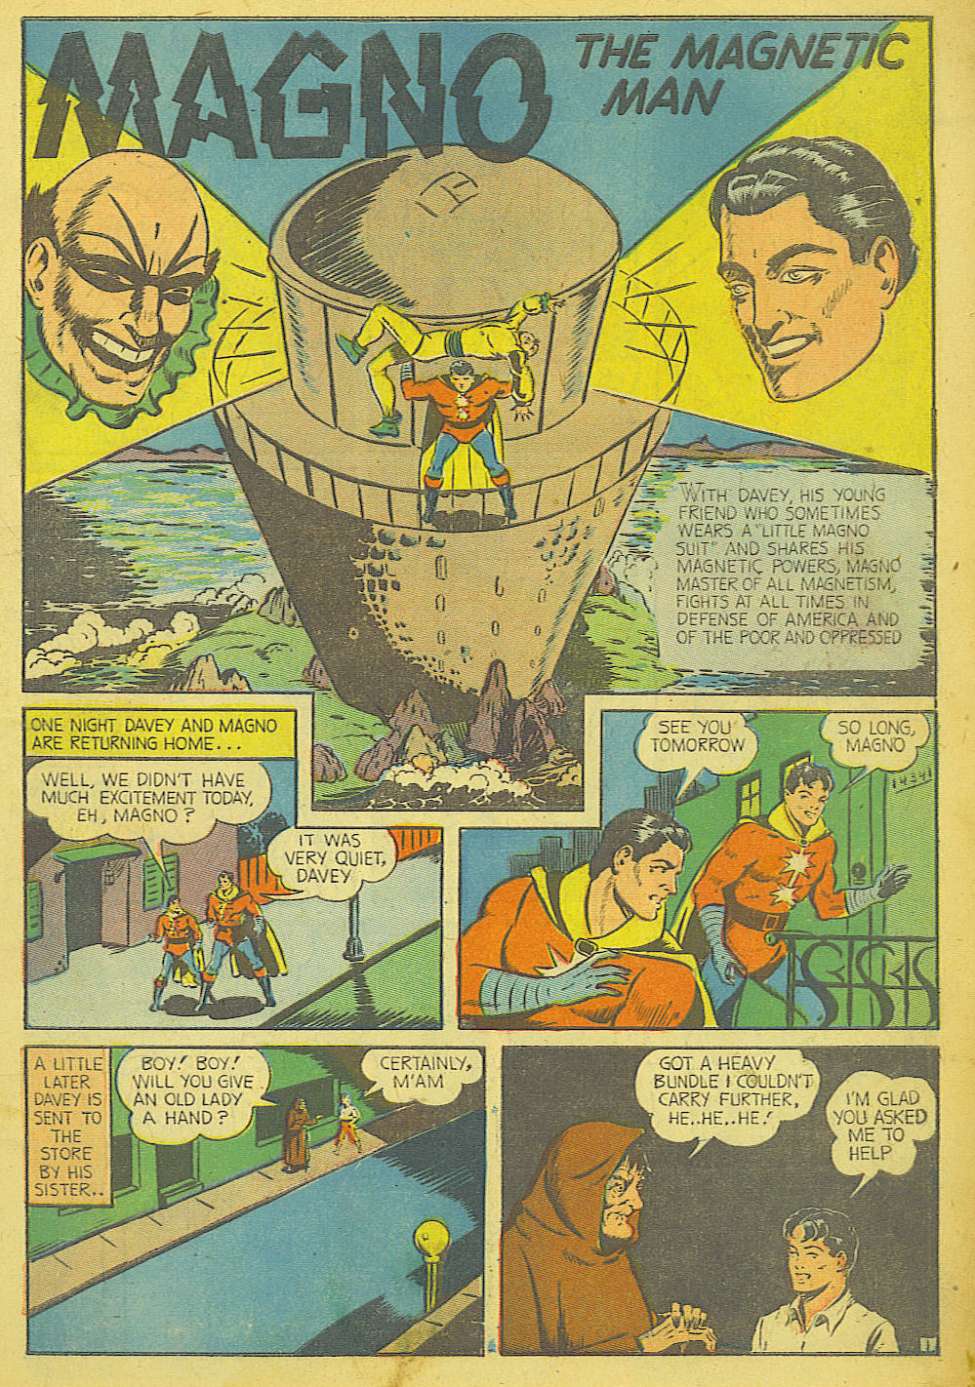 MAGNO
THE MAGNETIC
MAN
WITH DAVEY, HIS YOUNG
FRIEND WHO SOMETIMES
WEARS A "LITTLE MAGNO
SUIT" AND SHARES HIS
MAGNETIC POWERS, MAGNO
MASTER OF ALL MAGNETISM,
FIGHTS AT ALL TIMES IN
DEFENSE OF AMERICA AND
OF THE POOR AND OPPRESSED
ONE NIGHT DAVEY AND MAGNO
ARE RETURNING HOME...
WELL, WE DIDN'T HAVE
MUCH EXCITEMENT TODAY,
EH, MAGNO?
IT WAS
VERY QUIET,
DAVEY
SEE YOU
TOMORROW
SO LONG,
MAGNO
14341
A LITTLE
LATER
DAVEY IS
SENT TO
THE
STORE
BY HIS
SISTER..
BOY! BOY!
WILL YOU GIVE
AN OLD LADY
A HAND?
CERTAINLY,
M'AM
GOT A HEAVY
BUNDLE I COULDN'T
CARRY FURTHER,
HE..HE..HE!
I'M GLAD
YOU ASKED
ME TO
HELP
1